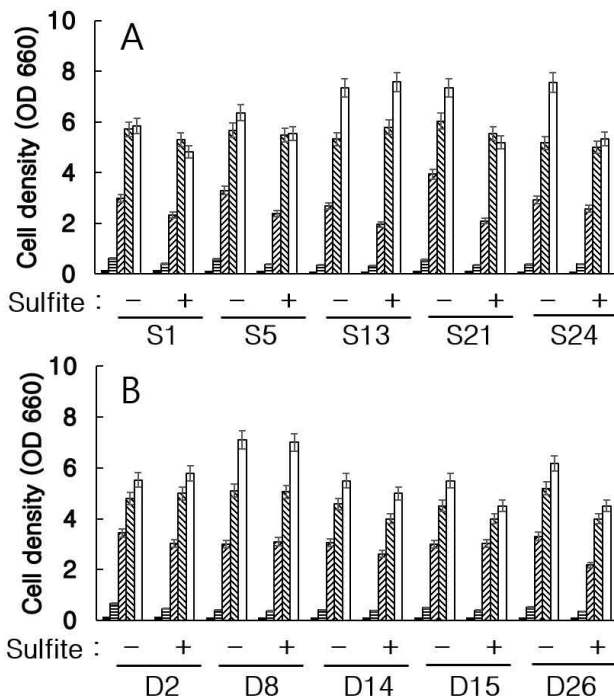 A
Cell density (OD 660)
10
8
6
4
2
0
Sulfite : − + − + − + − + − +
S1 S5 S13 S21 S24
B
Cell density (OD 660)
10
8
6
4
2
0
Sulfite : − + − + − + − + − +
D2 D8 D14 D15 D26